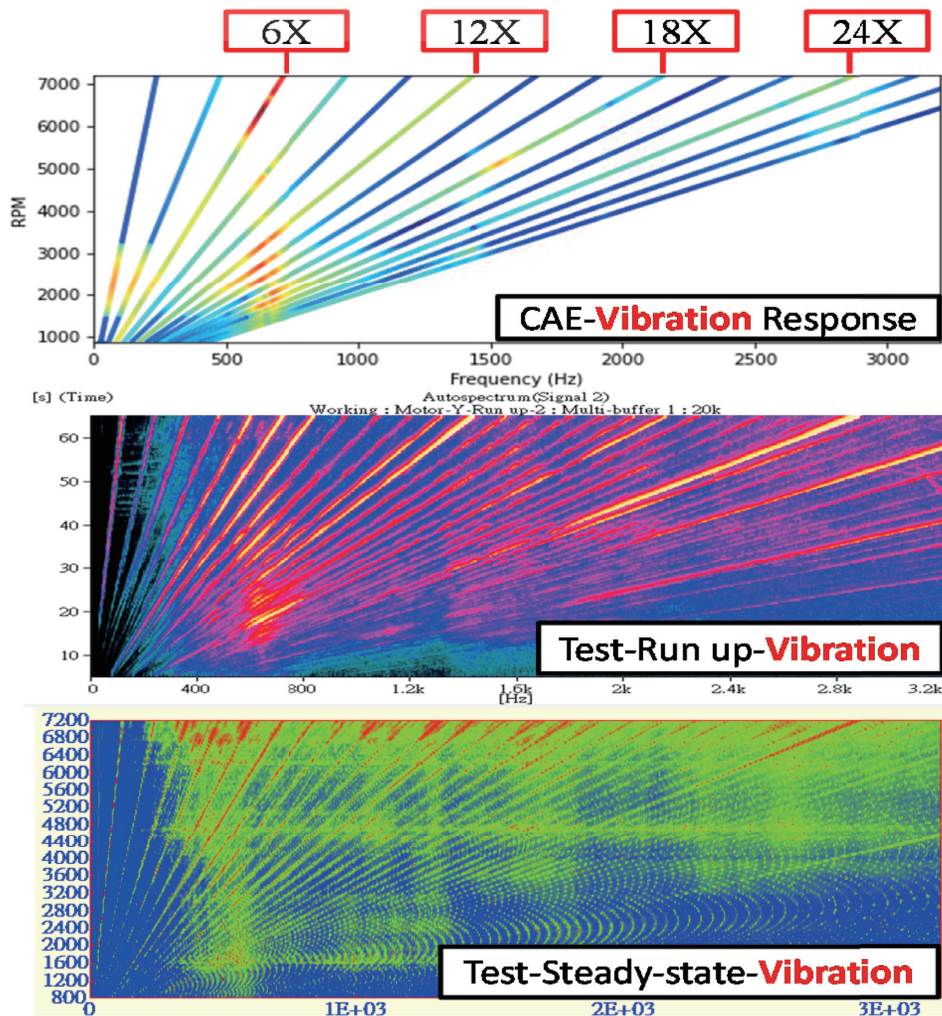 6X 12X 18X 24X
7000
6000
5000
4000
3000
2000
1000
RPM
CAE-Vibration Response
0 500 1000 1500 2000 2500 3000
Frequency (Hz)
[s] (Time) Autospectrum(Signal 2)
Working : Motor-Y-Run up-2 : Multi-buffer 1 : 20k
60
50
40
30
20
10
Test-Run up-Vibration
0 400 800 1.2k 1.6k 2k 2.4k 2.8k 3.2k
[Hz]
7200
6800
6400
6000
5600
5200
4800
4400
4000
3600
3200
2800
2400
2000
1600
1200
800
Test-Steady-state-Vibration
0 1E+03 2E+03 3E+03